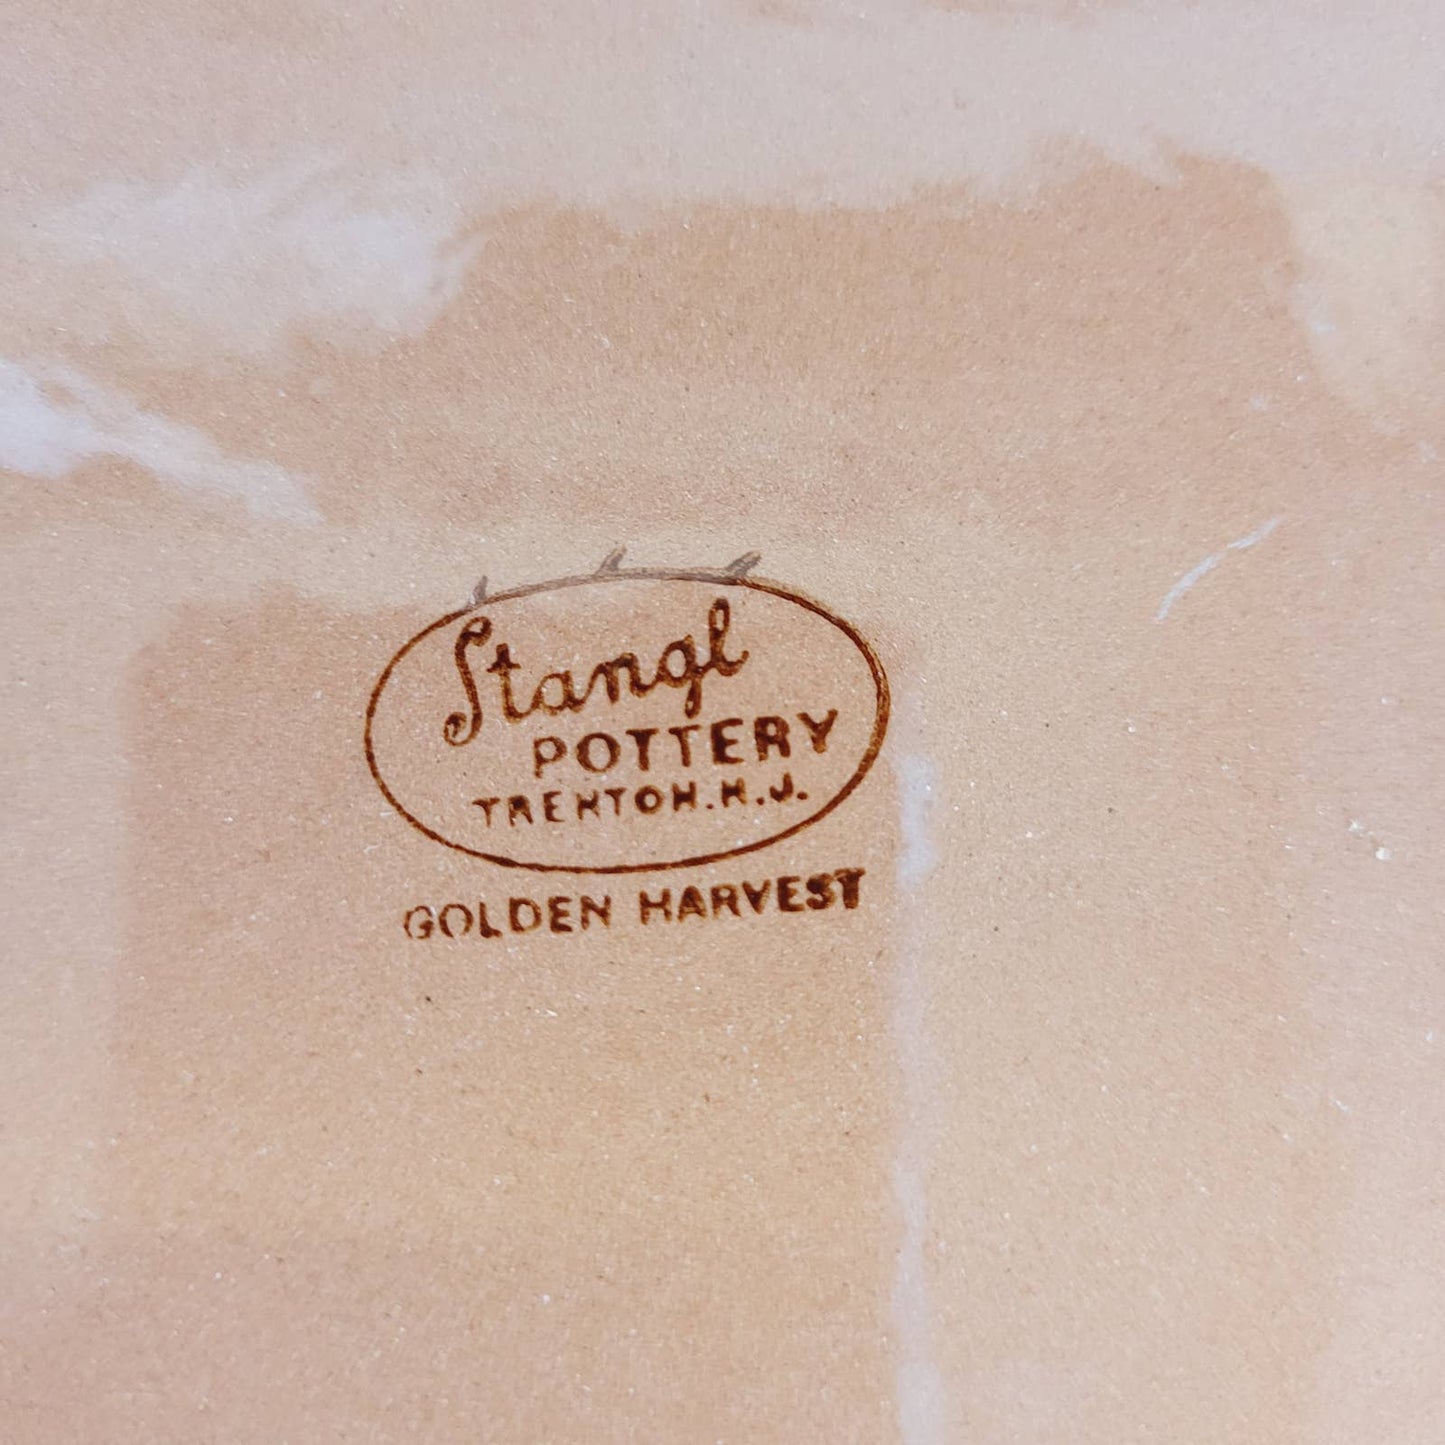 Stangl
POTTERY
TRENTON. N.J.
GOLDEN HARVEST